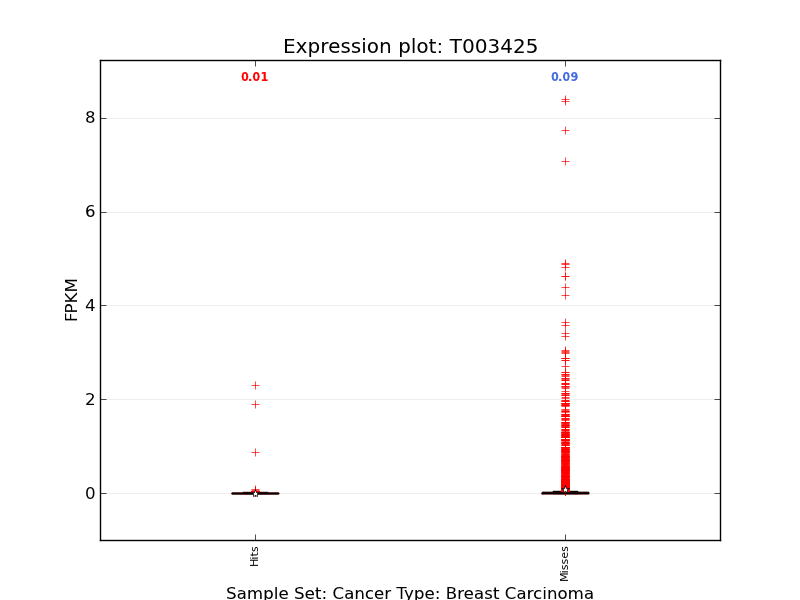 Expression plot: T003425
0.01
0.09
8
6
4
2
0
FPKM
Hits
Misses
Sample Set: Cancer Type: Breast Carcinoma